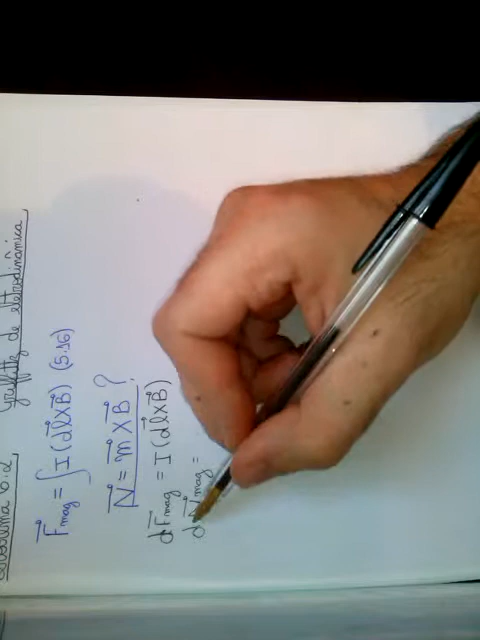 Problema 6.2 Griffiths de eletrodinâmica
F⃗mag = ∫I(dl⃗×B⃗) (5.16)
N⃗ = m⃗×B⃗ ?
dF⃗mag = I(dl⃗×B⃗)
dN⃗mag =